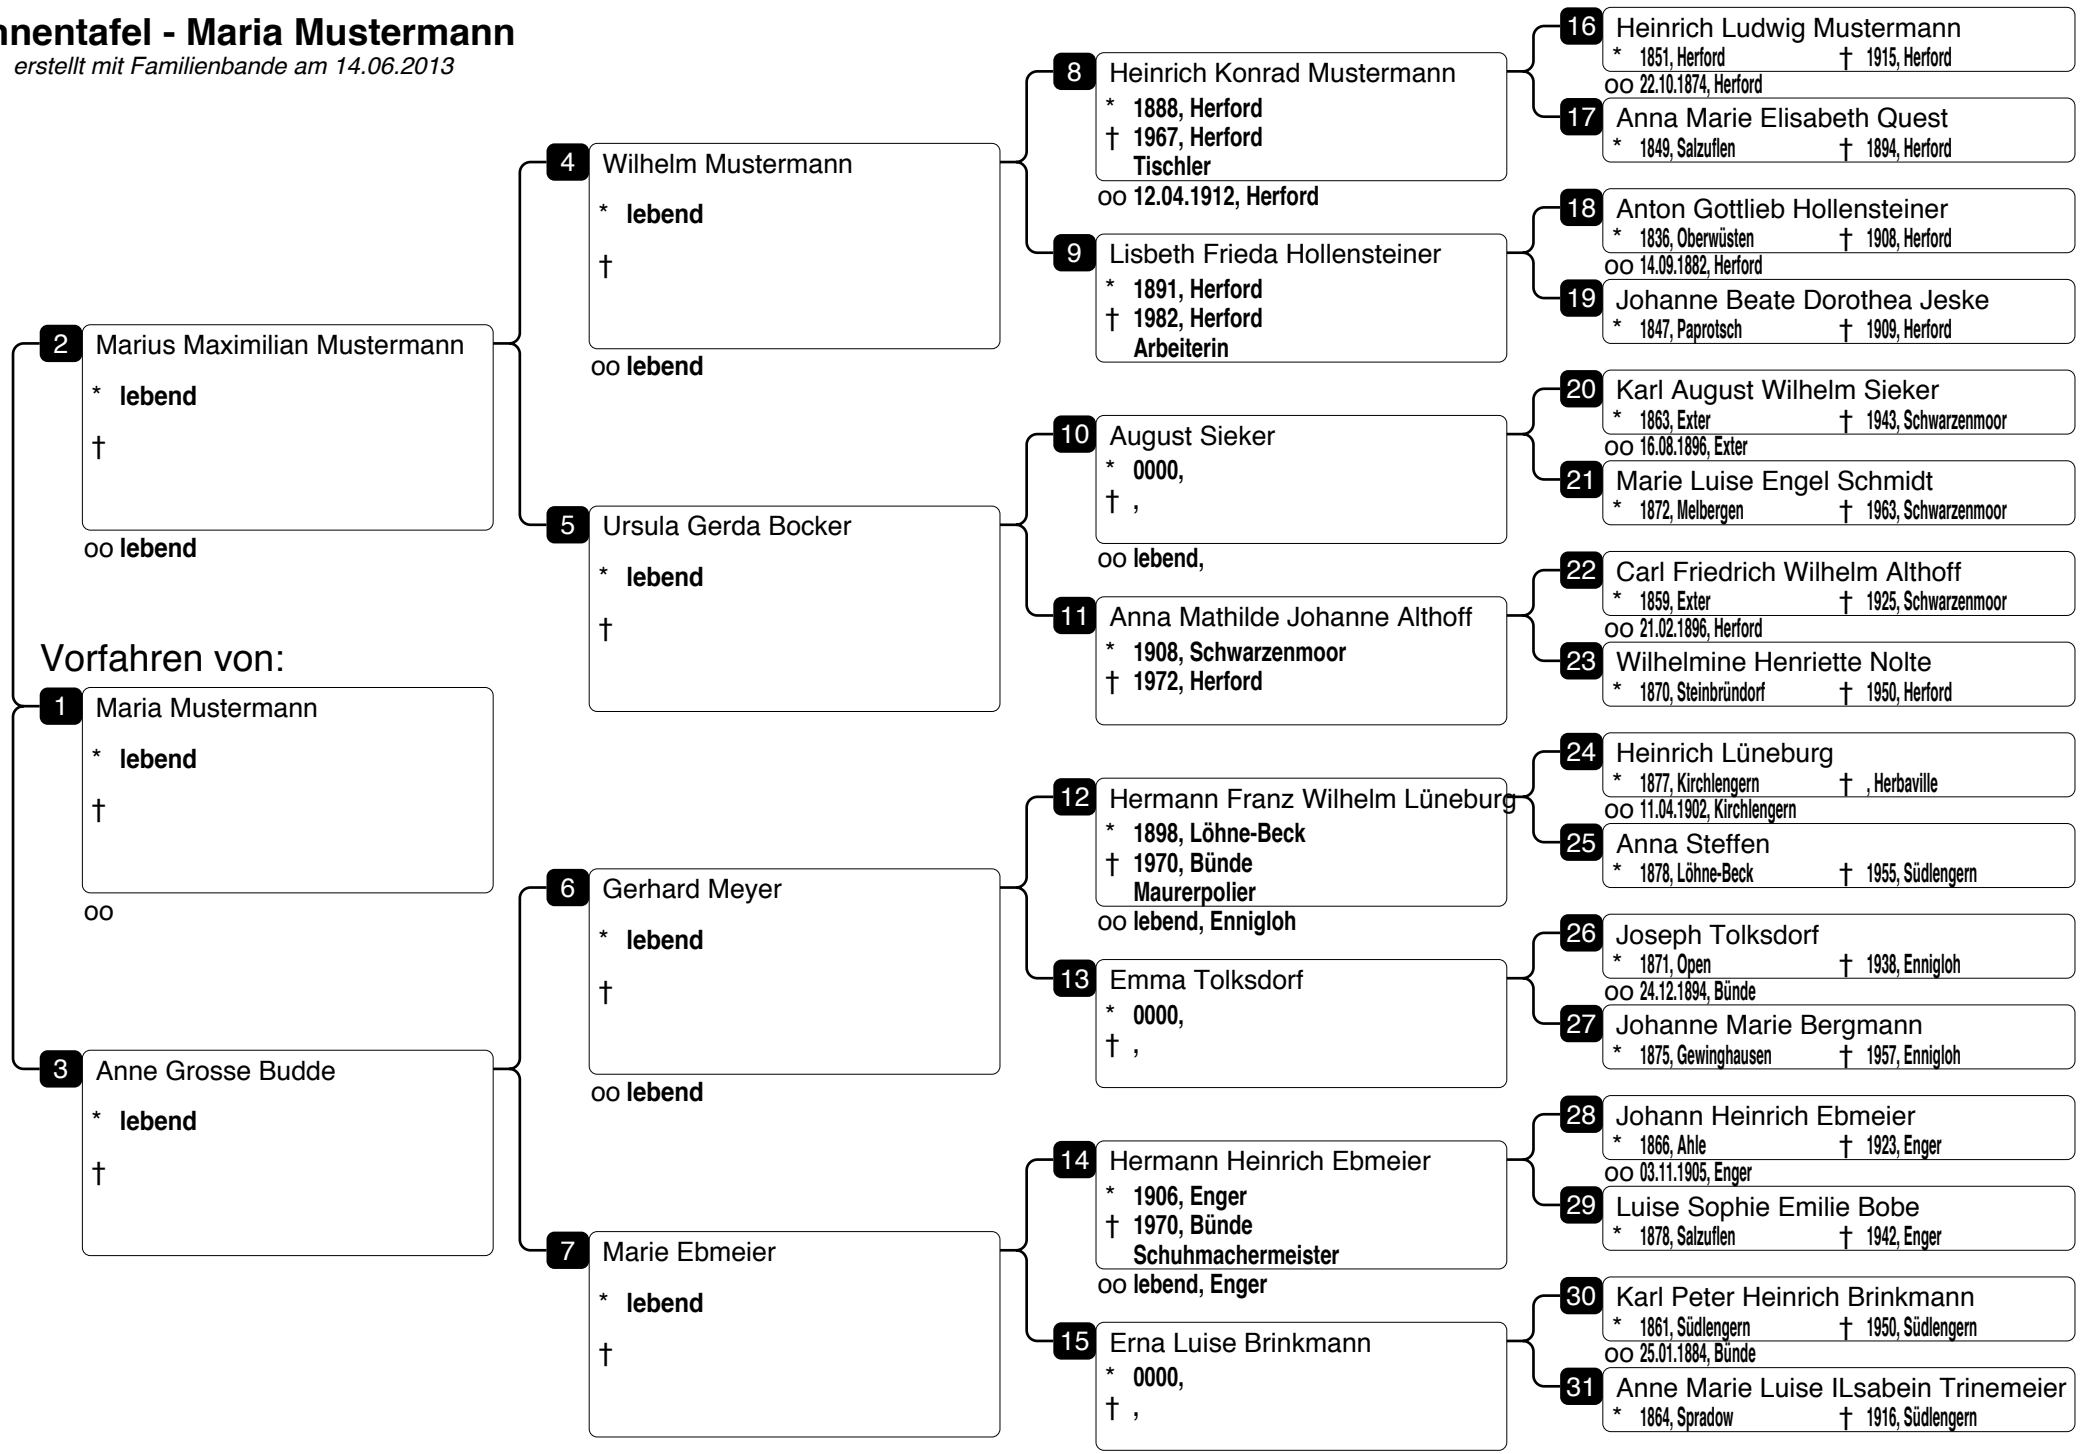 nnentafel - Maria Mustermann
erstellt mit Familienbande am 14.06.2013
2
Marius Maximilian Mustermann
* lebend
†
oo lebend
Vorfahren von:
1
Maria Mustermann
* lebend
†
oo
3
Anne Grosse Budde
* lebend
†
4
Wilhelm Mustermann
* lebend
†
oo lebend
5
Ursula Gerda Bocker
* lebend
†
6
Gerhard Meyer
* lebend
†
oo lebend
7
Marie Ebmeier
* lebend
†
8
Heinrich Konrad Mustermann
* 1888, Herford
† 1967, Herford
Tischler
oo 12.04.1912, Herford
9
Lisbeth Frieda Hollensteiner
* 1891, Herford
† 1982, Herford
Arbeiterin
10
August Sieker
* 0000,
† ,
oo lebend,
11
Anna Mathilde Johanne Althoff
* 1908, Schwarzenmoor
† 1972, Herford
12
Hermann Franz Wilhelm Lüneburg
* 1898, Löhne-Beck
† 1970, Bünde
Maurerpolier
oo lebend, Ennigloh
13
Emma Tolksdorf
* 0000,
† ,
14
Hermann Heinrich Ebmeier
* 1906, Enger
† 1970, Bünde
Schuhmachermeister
oo lebend, Enger
15
Erna Luise Brinkmann
* 0000,
† ,
16
Heinrich Ludwig Mustermann
* 1851, Herford † 1915, Herford
oo 22.10.1874, Herford
17
Anna Marie Elisabeth Quest
* 1849, Salzuflen † 1894, Herford
18
Anton Gottlieb Hollensteiner
* 1836, Oberwüsten † 1908, Herford
oo 14.09.1882, Herford
19
Johanne Beate Dorothea Jeske
* 1847, Paprotsch † 1909, Herford
20
Karl August Wilhelm Sieker
* 1863, Exter † 1943, Schwarzenmoor
oo 16.08.1896, Exter
21
Marie Luise Engel Schmidt
* 1872, Melbergen † 1963, Schwarzenmoor
22
Carl Friedrich Wilhelm Althoff
* 1859, Exter † 1925, Schwarzenmoor
oo 21.02.1896, Herford
23
Wilhelmine Henriette Nolte
* 1870, Steinbründorf † 1950, Herford
24
Heinrich Lüneburg
* 1877, Kirchlengern † , Herbaville
oo 11.04.1902, Kirchlengern
25
Anna Steffen
* 1878, Löhne-Beck † 1955, Südlengern
26
Joseph Tolksdorf
* 1871, Open † 1938, Ennigloh
oo 24.12.1894, Bünde
27
Johanne Marie Bergmann
* 1875, Gewinghausen † 1957, Ennigloh
28
Johann Heinrich Ebmeier
* 1866, Ahle † 1923, Enger
oo 03.11.1905, Enger
29
Luise Sophie Emilie Bobe
* 1878, Salzuflen † 1942, Enger
30
Karl Peter Heinrich Brinkmann
* 1861, Südlengern † 1950, Südlengern
oo 25.01.1884, Bünde
31
Anne Marie Luise ILsabein Trinemeier
* 1864, Spradow † 1916, Südlengern